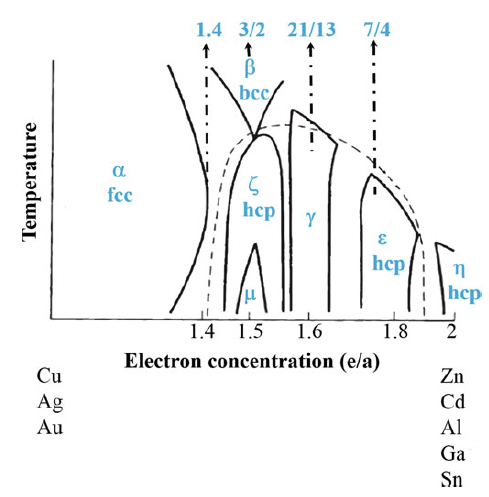 1.4 3/2 21/13 7/4
β
bcc
Temperature
α
fcc
ζ
hcp
γ
ε
hcp
η
hcp
μ
1.4 1.5 1.6 1.8 2
Electron concentration (e/a)
Cu Zn
Ag Cd
Au Al
Ga
Sn